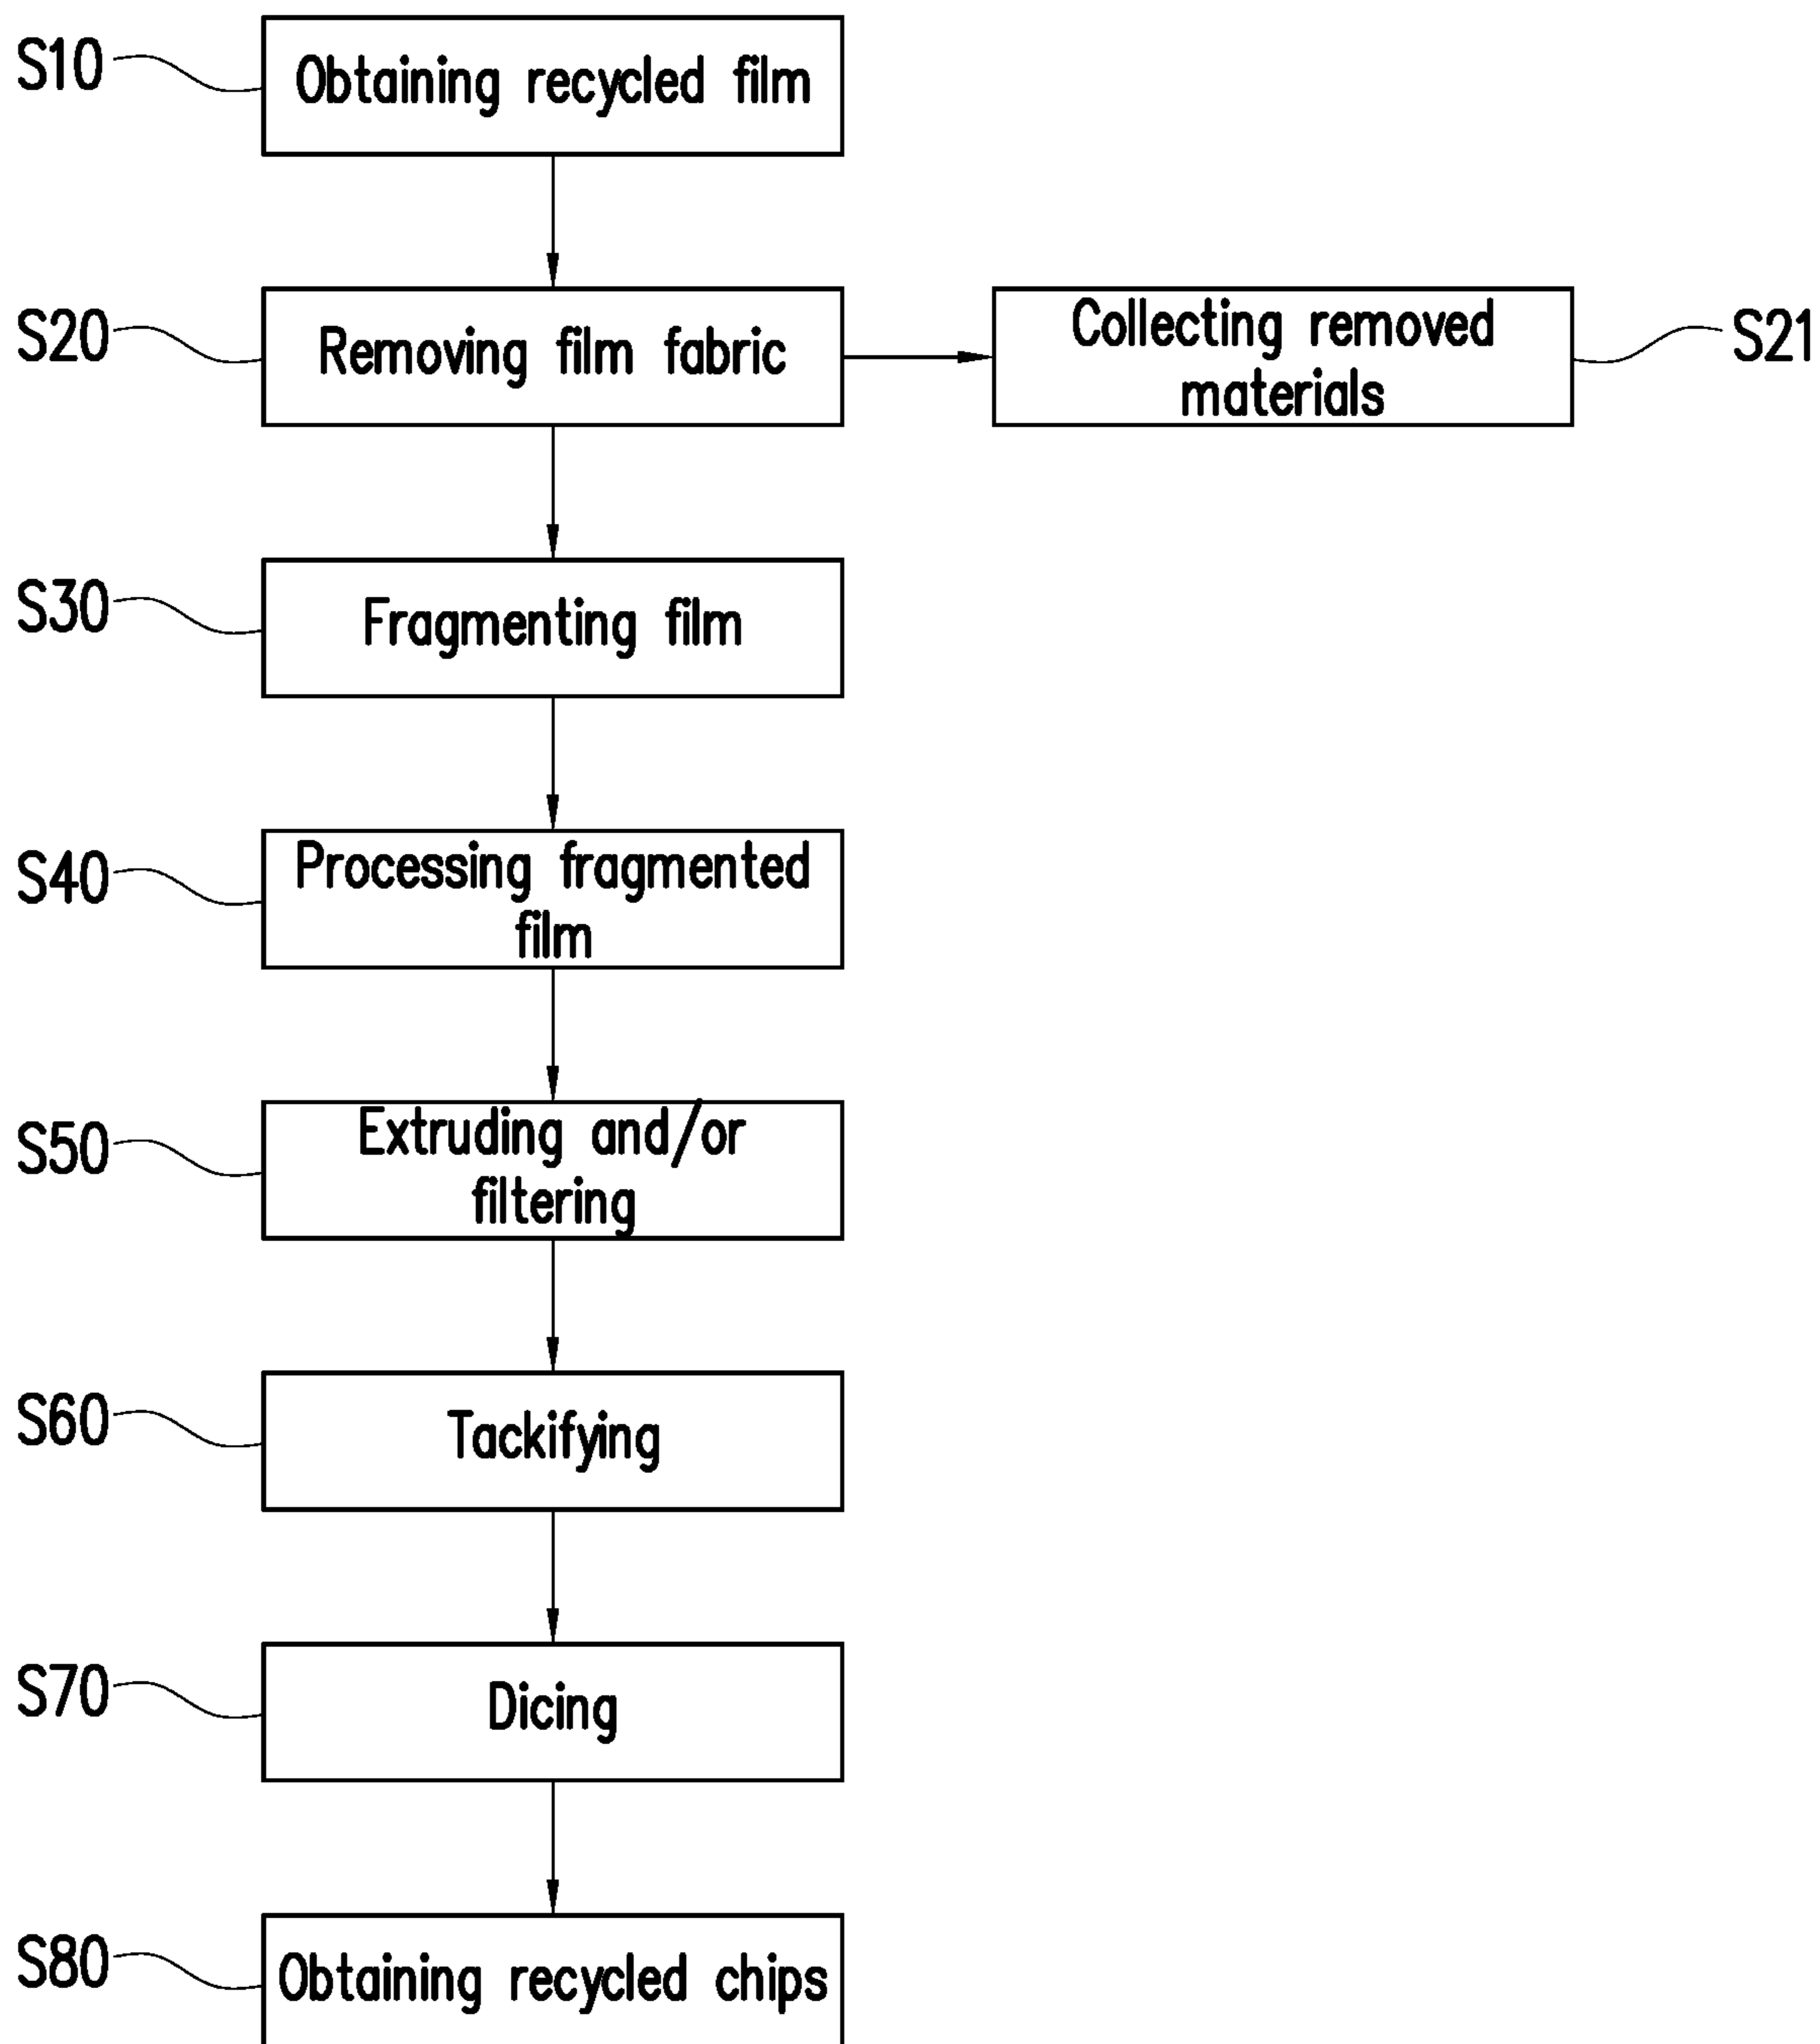 S10
Obtaining recycled film
S20
Removing film fabric
Collecting removed
materials
S21
S30
Fragmenting film
S40
Processing fragmented
film
S50
Extruding and/or
filtering
S60
Tackifying
S70
Dicing
S80
Obtaining recycled chips